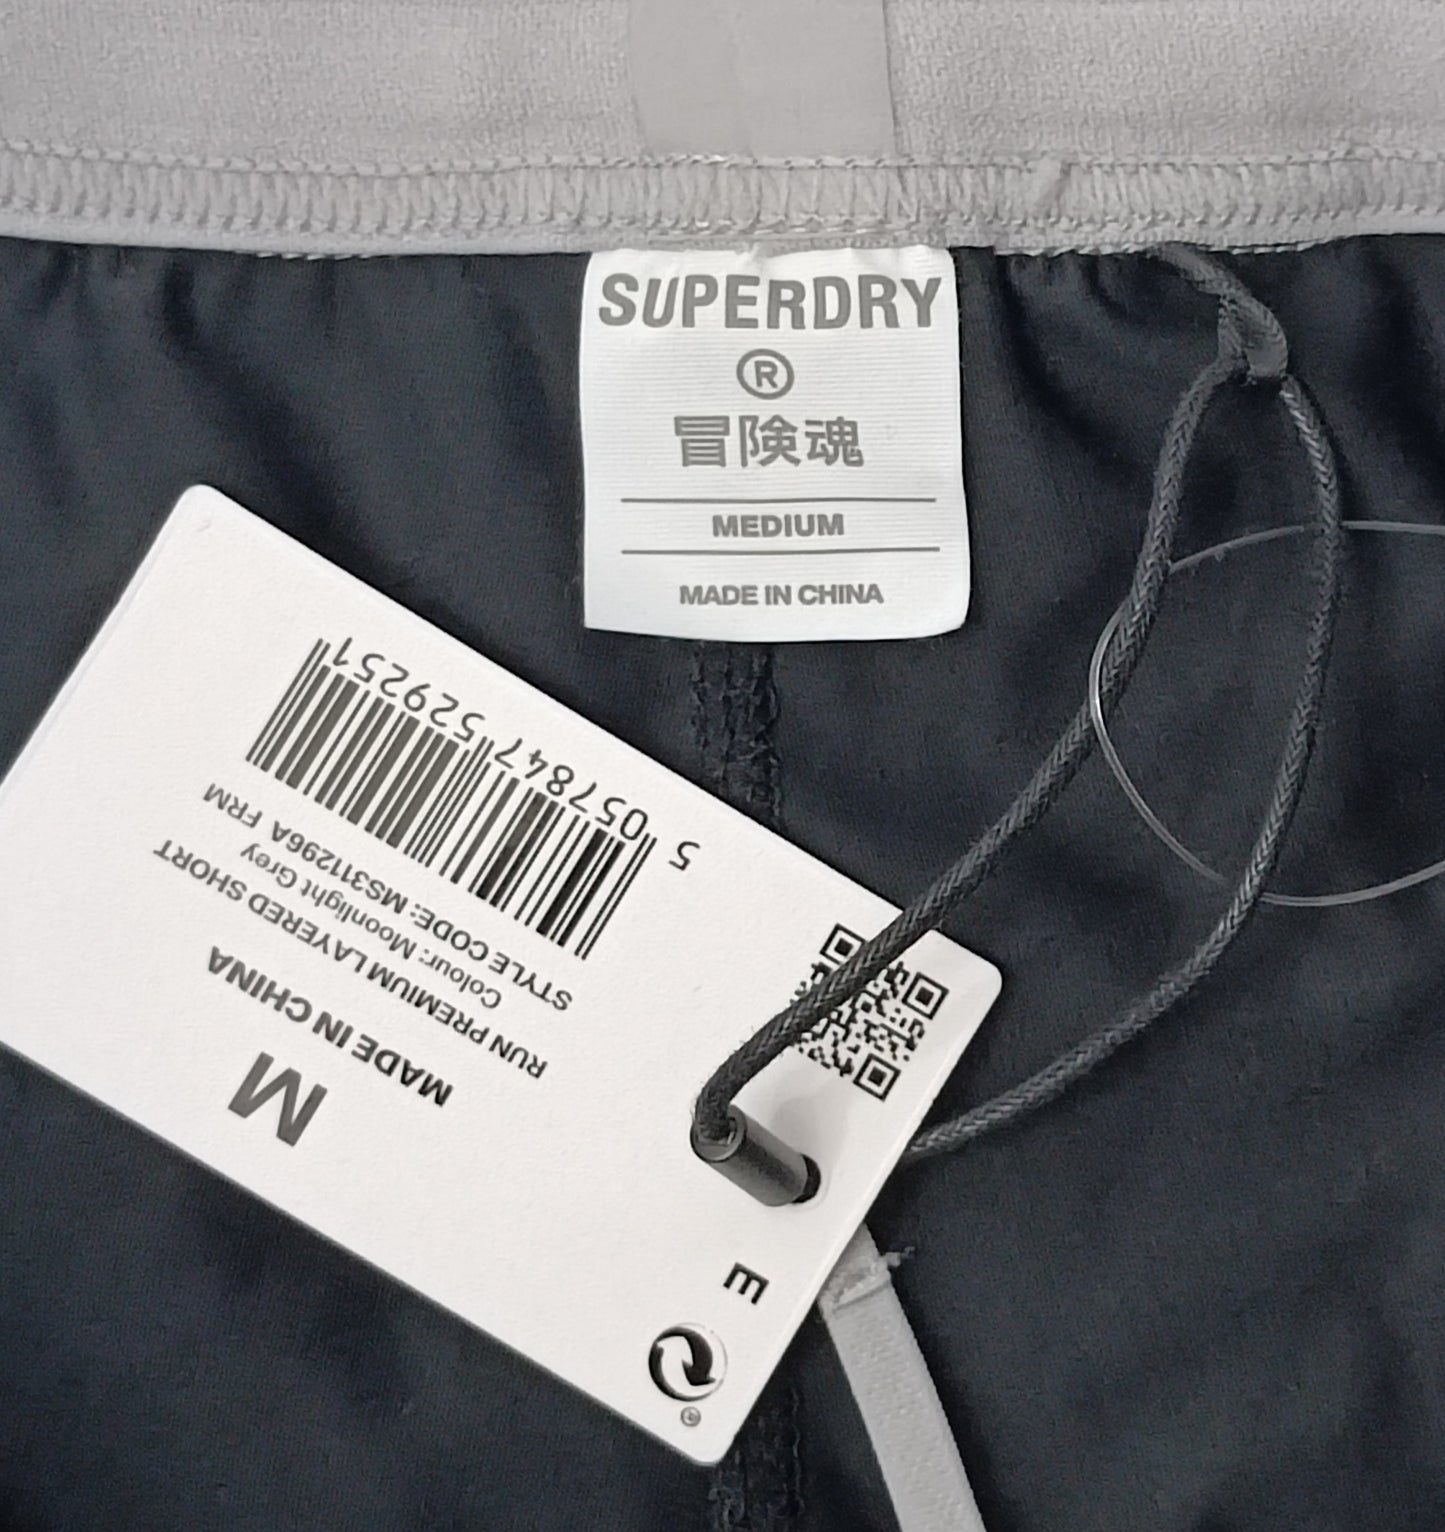 SUPERDRY
®
冒険魂
MEDIUM
MADE IN CHINA
E
®
M
MADE IN CHINA
RUN PREMIUM LAYERED SHORT
Colour: Moonlight Grey
STYLE CODE: MS311296A FRM
5 057847 529251